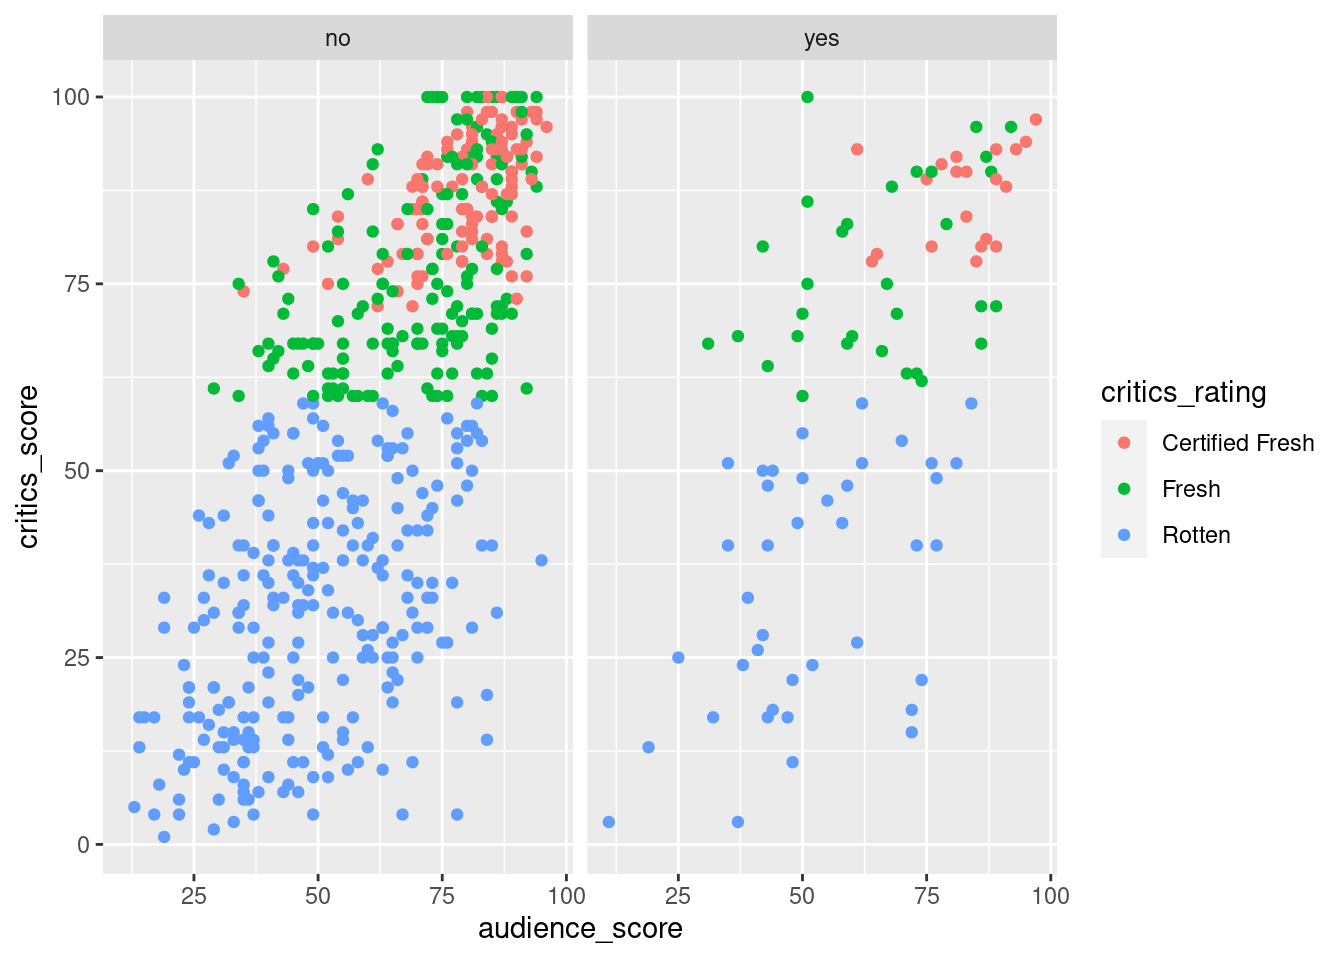 no
yes
100
75
50
25
0
critics_score
25
50
75
100
25
50
75
100
audience_score
critics_rating
Certified Fresh
Fresh
Rotten